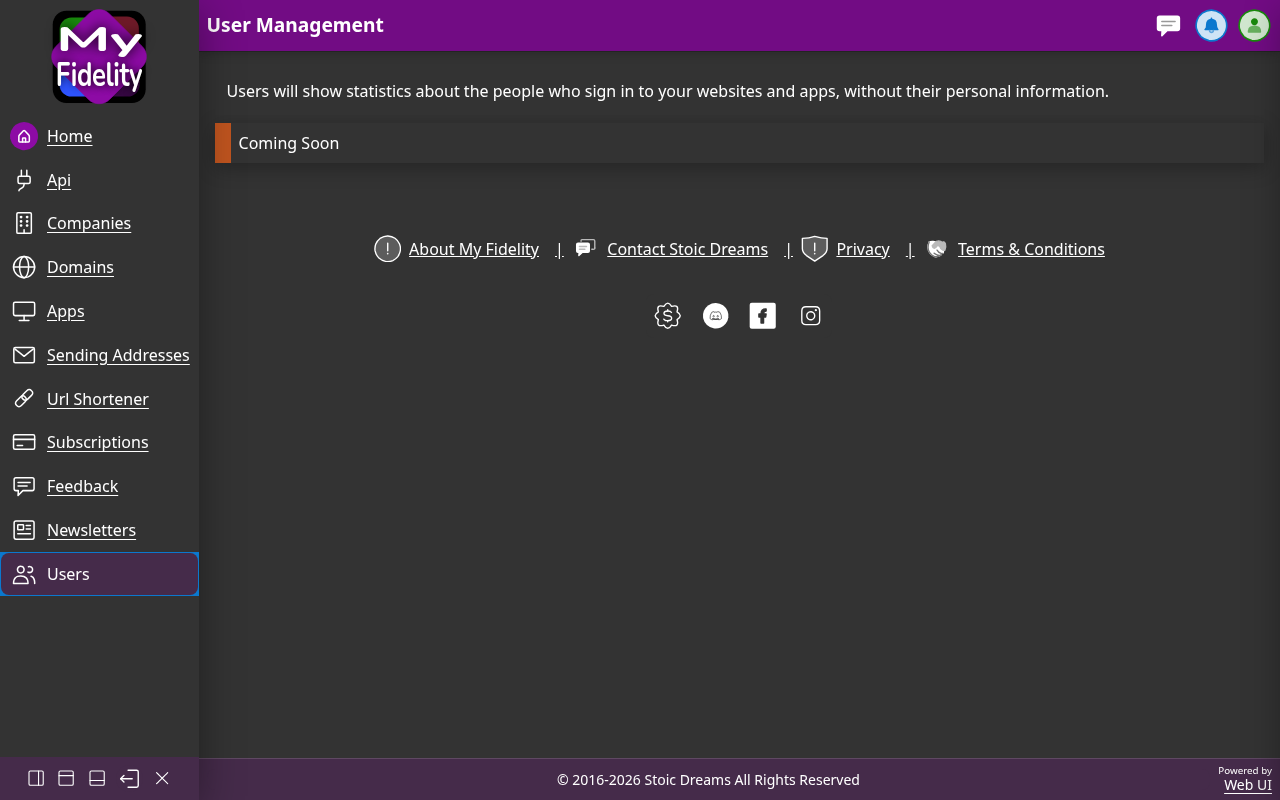 My
Fidelity
User Management
Home
Api
Companies
Domains
Apps
Sending Addresses
Url Shortener
Subscriptions
Feedback
Newsletters
Users
Users will show statistics about the people who sign in to your websites and apps, without their personal information.
Coming Soon
About My Fidelity | Contact Stoic Dreams | Privacy | Terms & Conditions
© 2016-2026 Stoic Dreams All Rights Reserved
Powered by
Web UI